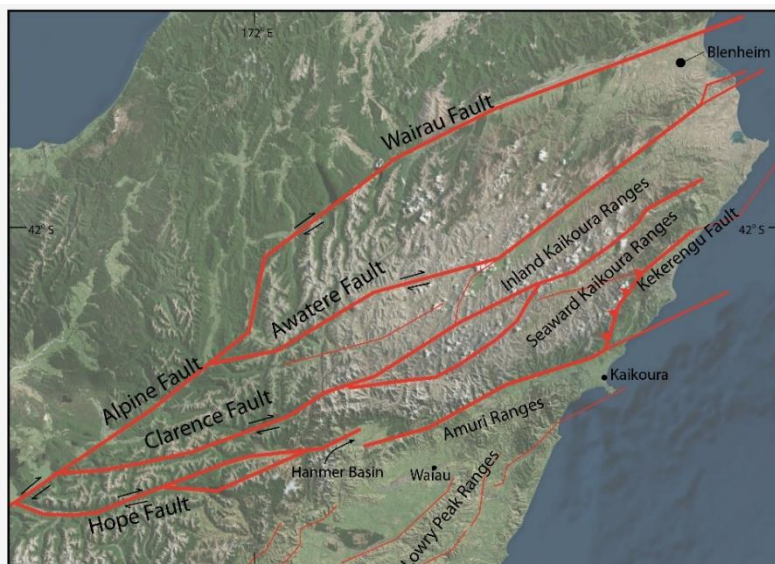 172° E
Blenheim
Wairau Fault
42° S
42° S
Inland Kaikoura Ranges
Seaward Kaikoura Ranges
Kekerengu Fault
Awatere Fault
Alpine Fault
Clarence Fault
Kaikoura
Amuri Ranges
Hanmer Basin
Waiau
Hope Fault
Lowry Peak Ranges